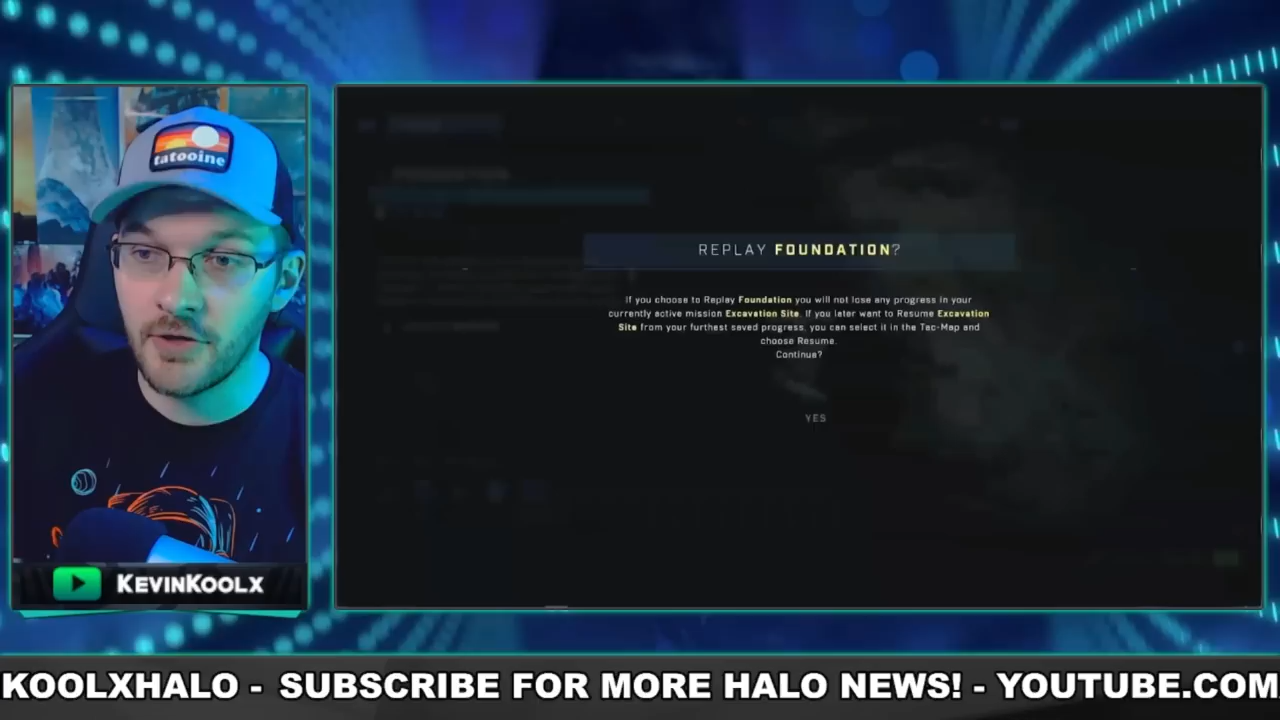 tatooine
REPLAY FOUNDATION?
If you choose to Replay Foundation you will not lose any progress in your
currently active mission Excavation Site. If you later want to Resume Excavation
Site from your furthest saved progress, you can select it in the Tac-Map and
choose Resume.
Continue?
YES
KEVINKOOLX
KOOLXHALO - SUBSCRIBE FOR MORE HALO NEWS! - YOUTUBE.COM